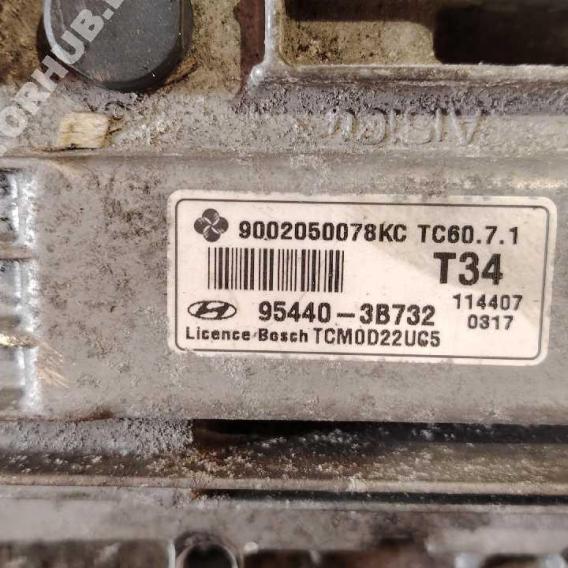 9002050078KC TC60.7.1
T34
114407
95440-3B732 0317
Licence/Bosch TCM0D22UC5